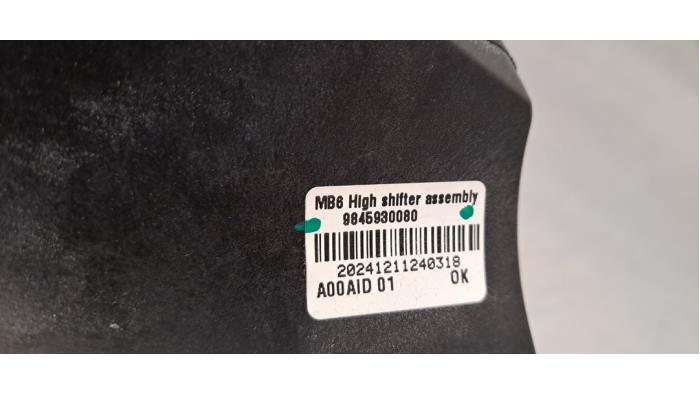 MB6 High shifter assembly
9845930080
20241211240318
A00AID 01 OK